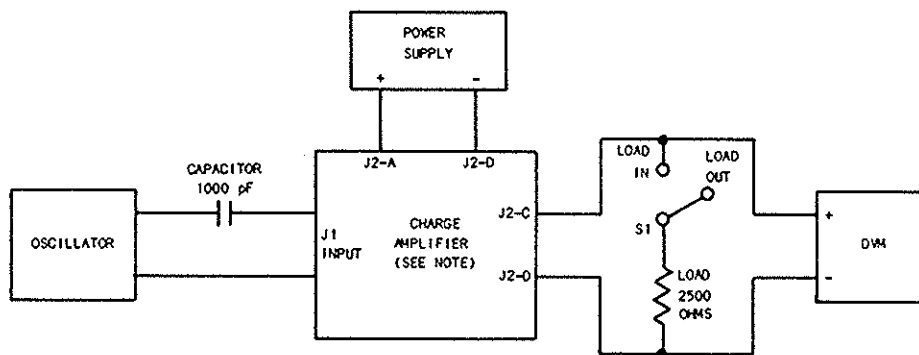 POWER
SUPPLY
+ -
J2-A J2-D
CAPACITOR
1000 pF
OSCILLATOR
J1
INPUT
CHARGE
AMPLIFIER
(SEE NOTE)
J2-C
J2-D
LOAD
IN
LOAD
OUT
S1
LOAD
2500
OHMS
+
DVM
-